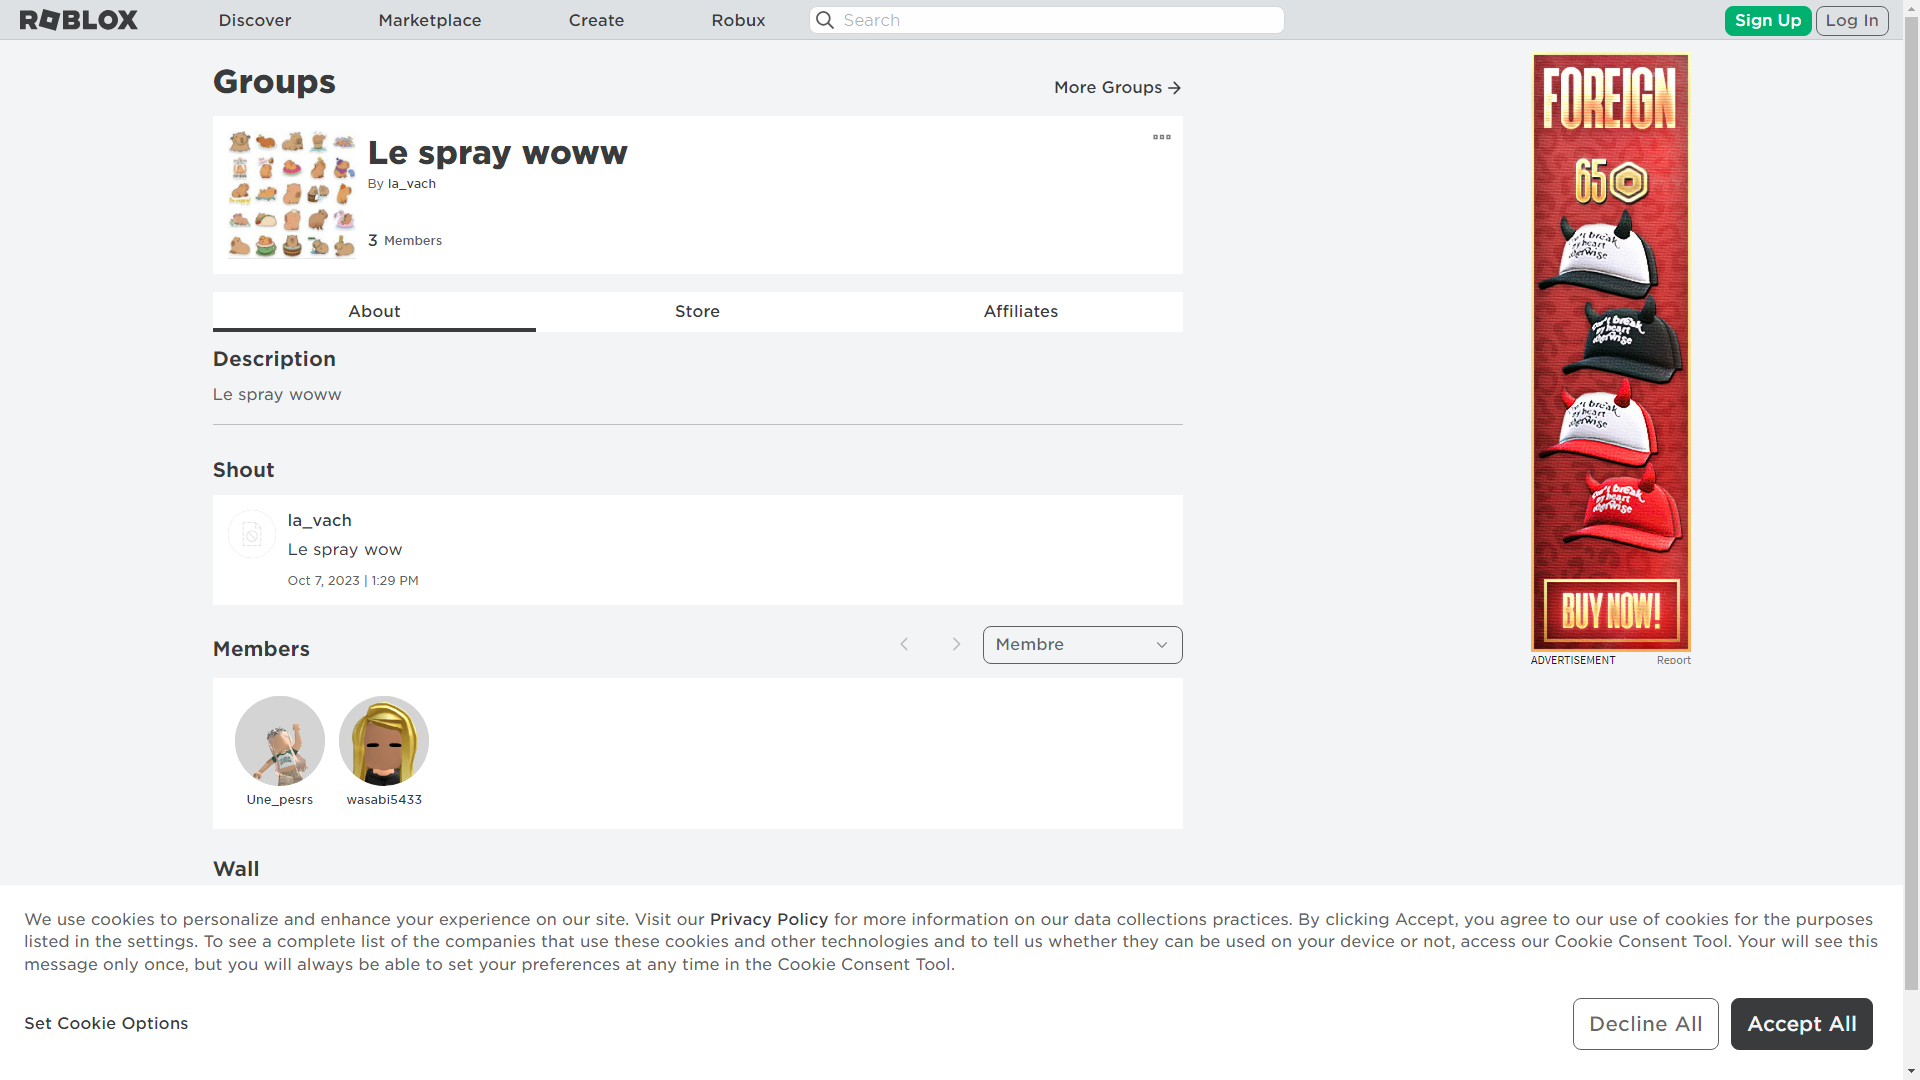 ROBLOX
Discover
Marketplace
Create
Robux
Search
Sign Up
Log In
Groups
More Groups
Le spray woww
By la_vach
3 Members
About
Store
Affiliates
Description
Le spray woww
Shout
la_vach
Le spray wow
Oct 7, 2023 | 1:29 PM
Members
Membre
Une_pesrs
wasabi5433
Wall
FOREIGN
65
BUY NOW!
ADVERTISEMENT
Report
We use cookies to personalize and enhance your experience on our site. Visit our Privacy Policy for more information on our data collections practices. By clicking Accept, you agree to our use of cookies for the purposes
listed in the settings. To see a complete list of the companies that use these cookies and other technologies and to tell us whether they can be used on your device or not, access our Cookie Consent Tool. Your will see this
message only once, but you will always be able to set your preferences at any time in the Cookie Consent Tool.
Set Cookie Options
Decline All
Accept All